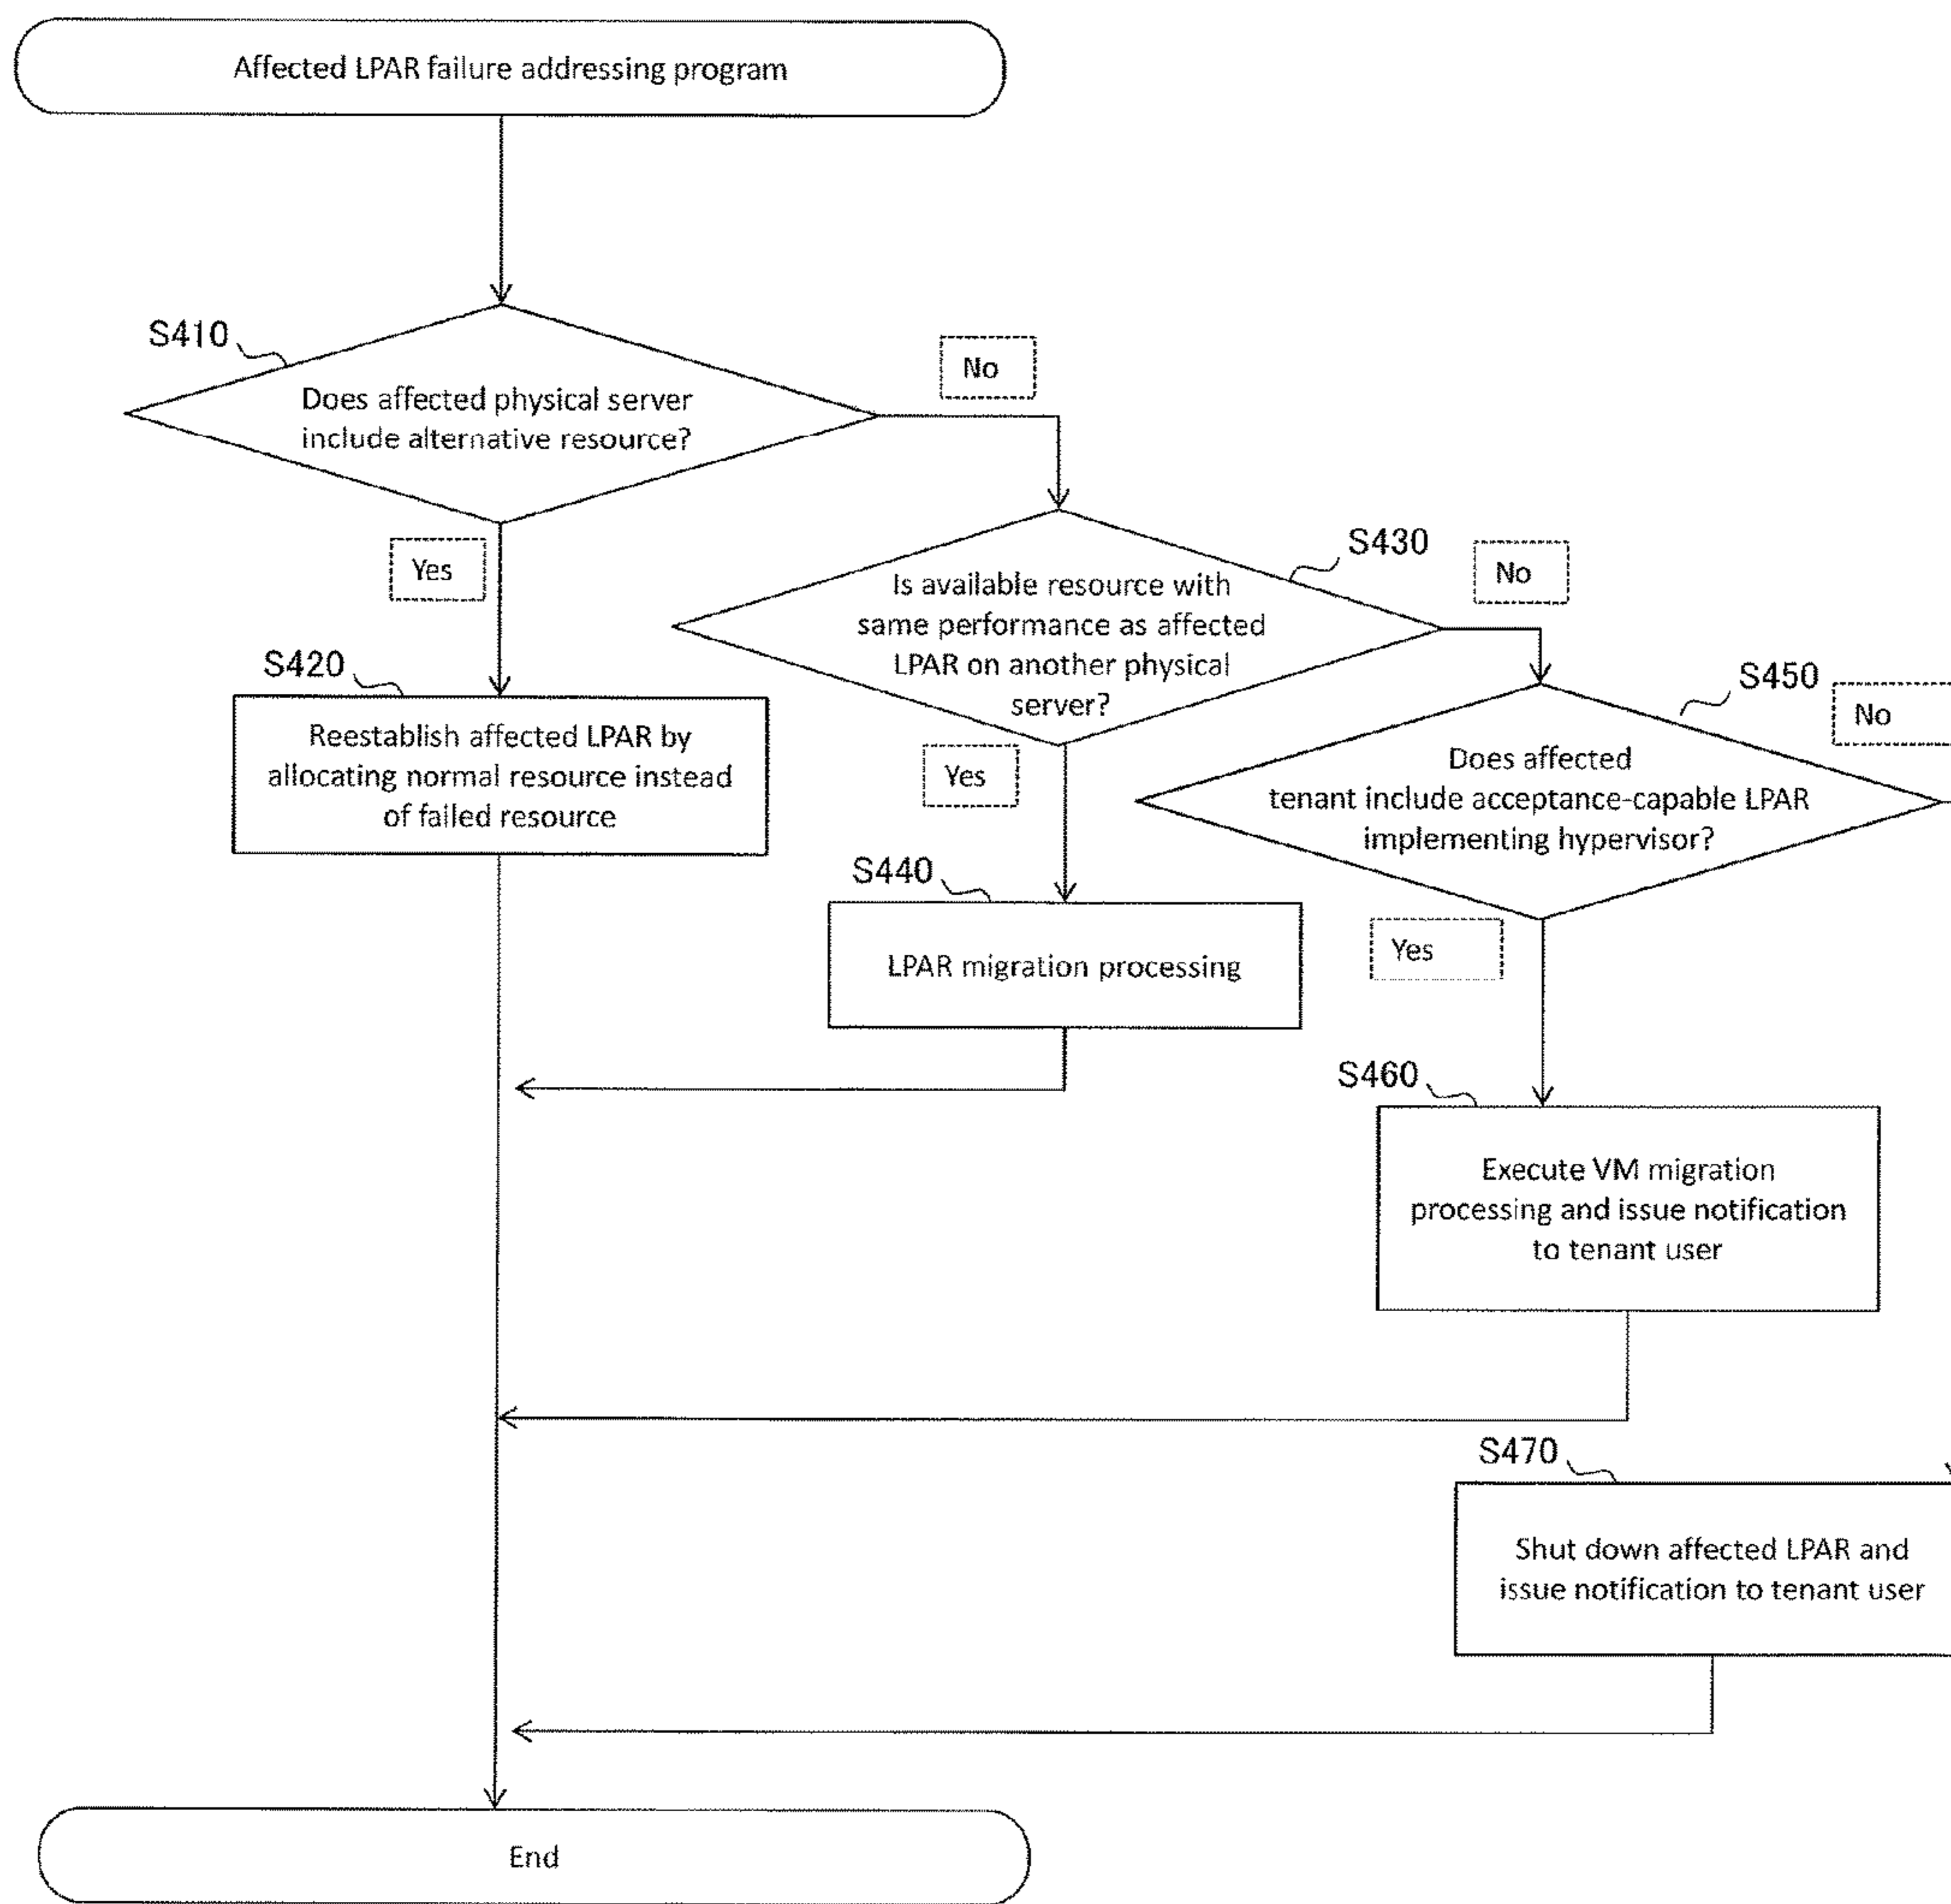 Affected LPAR failure addressing program
S410
Does affected physical server
include alternative resource?
No
Yes
S430
Is available resource with
same performance as affected
LPAR on another physical
server?
No
Yes
S420
Reestablish affected LPAR by
allocating normal resource instead
of failed resource
S450
Does affected
tenant include acceptance-capable LPAR
implementing hypervisor?
No
Yes
S440
LPAR migration processing
S460
Execute VM migration
processing and issue notification
to tenant user
S470
Shut down affected LPAR and
issue notification to tenant user
End